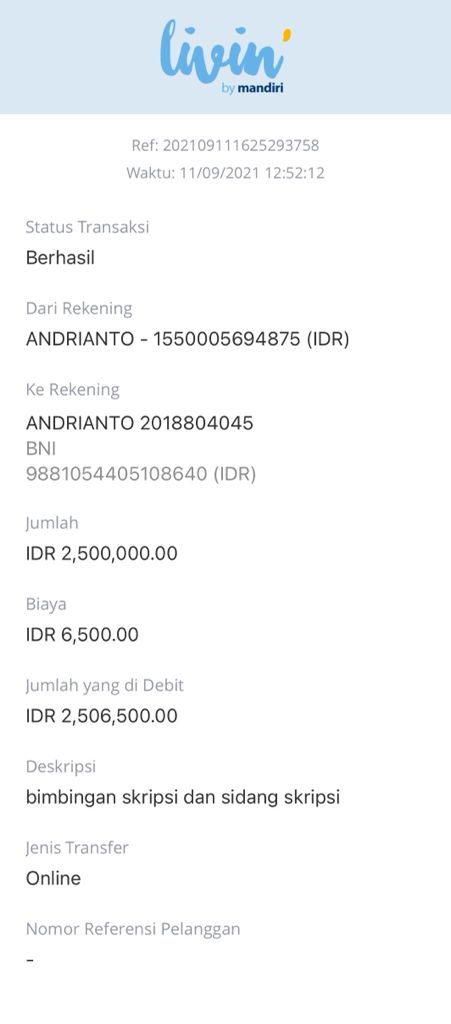 livin'
by mandiri
Ref: 202109111625293758
Waktu: 11/09/2021 12:52:12
Status Transaksi
Berhasil
Dari Rekening
ANDRIANTO - 1550005694875 (IDR)
Ke Rekening
ANDRIANTO 2018804045
BNI
9881054405108640 (IDR)
Jumlah
IDR 2,500,000.00
Biaya
IDR 6,500.00
Jumlah yang di Debit
IDR 2,506,500.00
Deskripsi
bimbingan skripsi dan sidang skripsi
Jenis Transfer
Online
Nomor Referensi Pelanggan
-